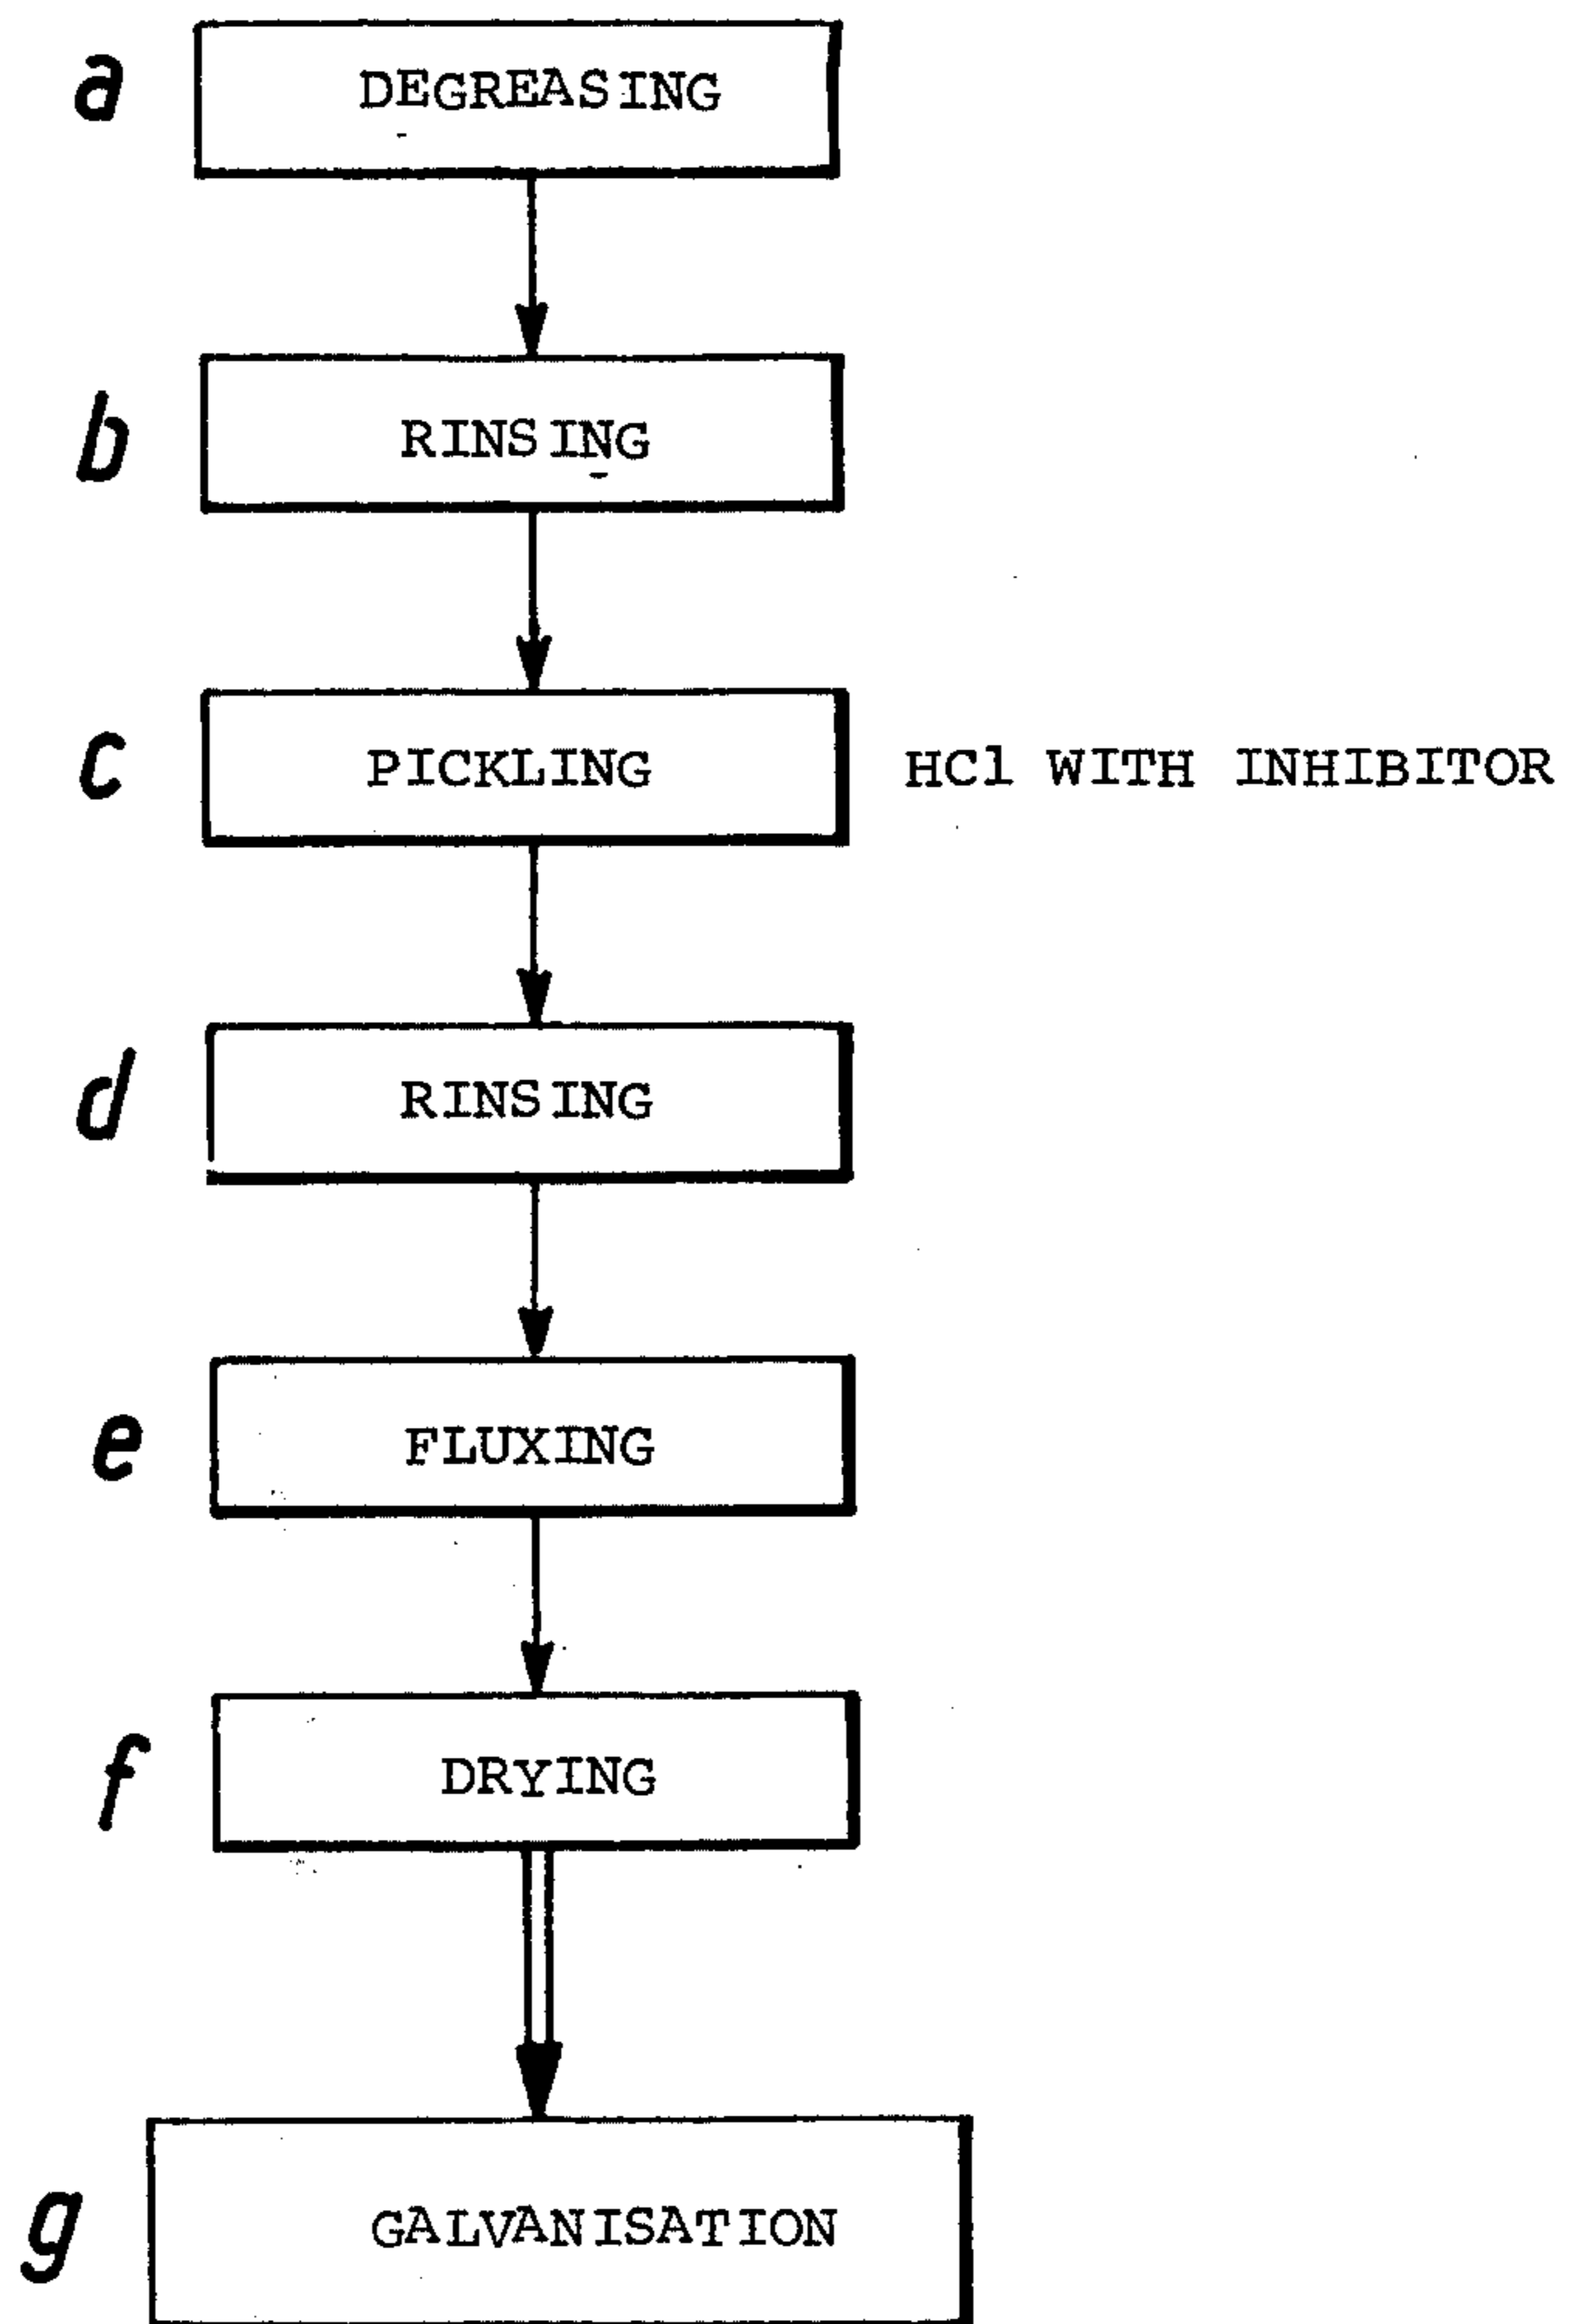 a DEGREASING
b RINSING
c PICKLING HCl WITH INHIBITOR
d RINSING
e FLUXING
f DRYING
g GALVANISATION